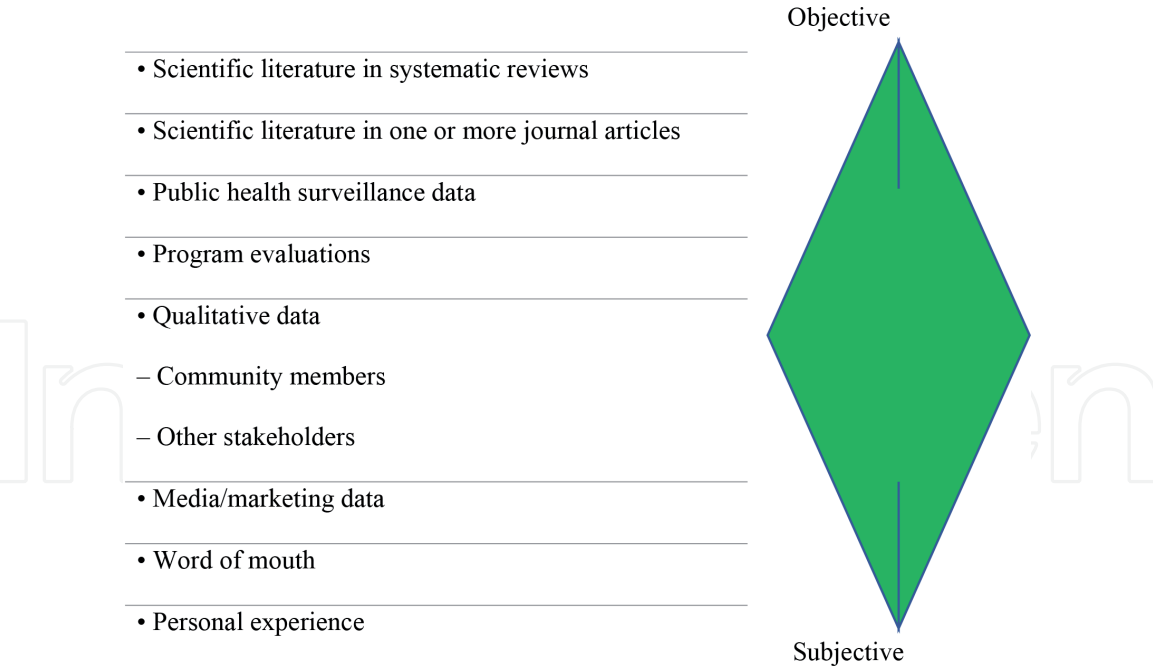 Objective
• Scientific literature in systematic reviews
• Scientific literature in one or more journal articles
• Public health surveillance data
• Program evaluations
• Qualitative data
– Community members
– Other stakeholders
• Media/marketing data
• Word of mouth
• Personal experience
Subjective